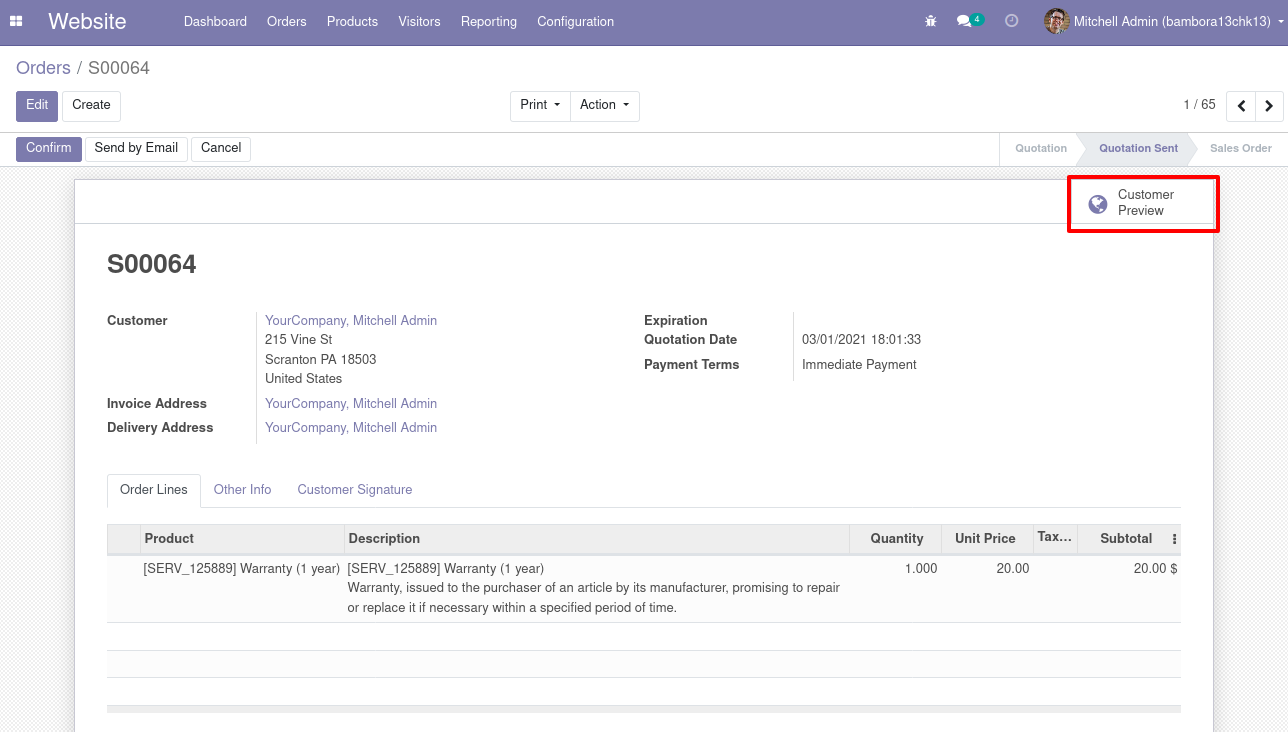 Website Dashboard Orders Products Visitors Reporting Configuration 4 Mitchell Admin (bambora13chk13)
Orders / S00064
Edit Create Print Action 1 / 65
Confirm Send by Email Cancel Quotation Quotation Sent Sales Order
Customer
Preview
S00064
Customer YourCompany, Mitchell Admin
215 Vine St
Scranton PA 18503
United States
Invoice Address YourCompany, Mitchell Admin
Delivery Address YourCompany, Mitchell Admin
Expiration
Quotation Date 03/01/2021 18:01:33
Payment Terms Immediate Payment
Order Lines Other Info Customer Signature
Product Description Quantity Unit Price Tax... Subtotal
[SERV_125889] Warranty (1 year) [SERV_125889] Warranty (1 year) 1.000 20.00 20.00 $
Warranty, issued to the purchaser of an article by its manufacturer, promising to repair
or replace it if necessary within a specified period of time.